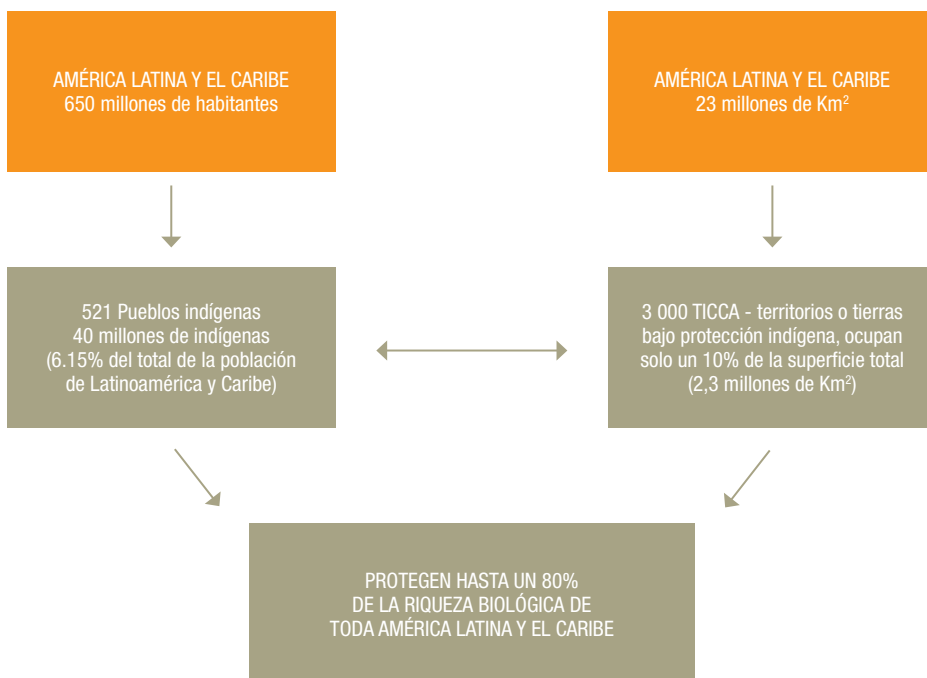 AMÉRICA LATINA Y EL CARIBE
650 millones de habitantes
AMÉRICA LATINA Y EL CARIBE
23 millones de Km²
521 Pueblos indígenas
40 millones de indígenas
(6.15% del total de la población
de Latinoamérica y Caribe)
3 000 TICCA - territorios o tierras
bajo protección indígena, ocupan
solo un 10% de la superficie total
(2,3 millones de Km²)
PROTEGEN HASTA UN 80%
DE LA RIQUEZA BIOLÓGICA DE
TODA AMÉRICA LATINA Y EL CARIBE